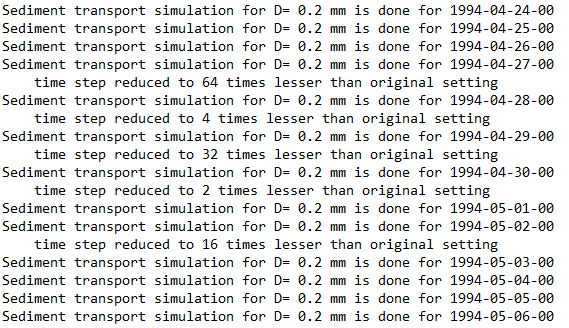 Sediment transport simulation for D= 0.2 mm is done for 1994-04-24-00
Sediment transport simulation for D= 0.2 mm is done for 1994-04-25-00
Sediment transport simulation for D= 0.2 mm is done for 1994-04-26-00
Sediment transport simulation for D= 0.2 mm is done for 1994-04-27-00
    time step reduced to 64 times lesser than original setting
Sediment transport simulation for D= 0.2 mm is done for 1994-04-28-00
    time step reduced to 4 times lesser than original setting
Sediment transport simulation for D= 0.2 mm is done for 1994-04-29-00
    time step reduced to 32 times lesser than original setting
Sediment transport simulation for D= 0.2 mm is done for 1994-04-30-00
    time step reduced to 2 times lesser than original setting
Sediment transport simulation for D= 0.2 mm is done for 1994-05-01-00
Sediment transport simulation for D= 0.2 mm is done for 1994-05-02-00
    time step reduced to 16 times lesser than original setting
Sediment transport simulation for D= 0.2 mm is done for 1994-05-03-00
Sediment transport simulation for D= 0.2 mm is done for 1994-05-04-00
Sediment transport simulation for D= 0.2 mm is done for 1994-05-05-00
Sediment transport simulation for D= 0.2 mm is done for 1994-05-06-00